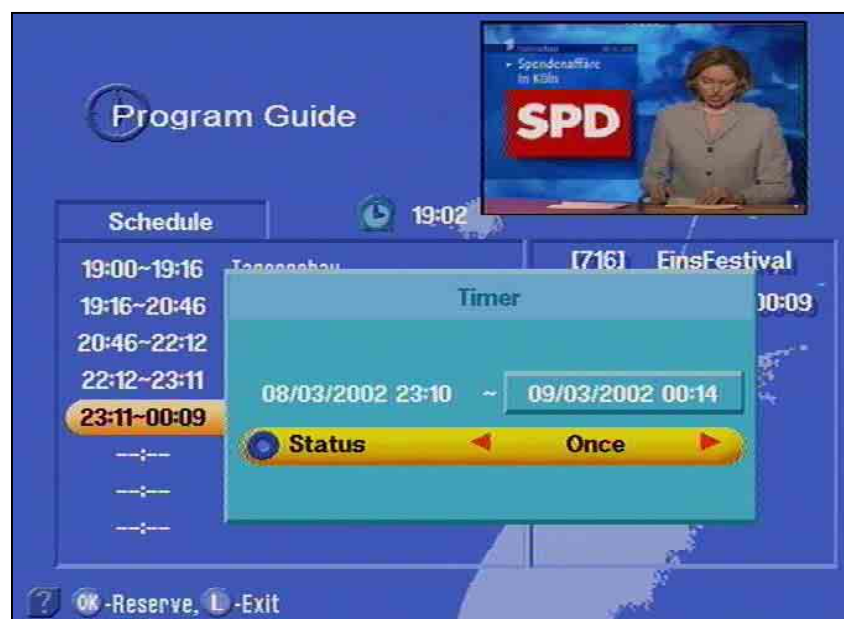 Spendenaffäre
in Köln
SPD
Program Guide
Schedule
19:02
19:00~19:16 Tagesschau
19:16~20:46
20:46~22:12
22:12~23:11
23:11~00:09
--:--
--:--
--:--
[716] EinsFestival
00:09
Timer
08/03/2002 23:10 ~ 09/03/2002 00:14
Status Once
? OK -Reserve, L -Exit